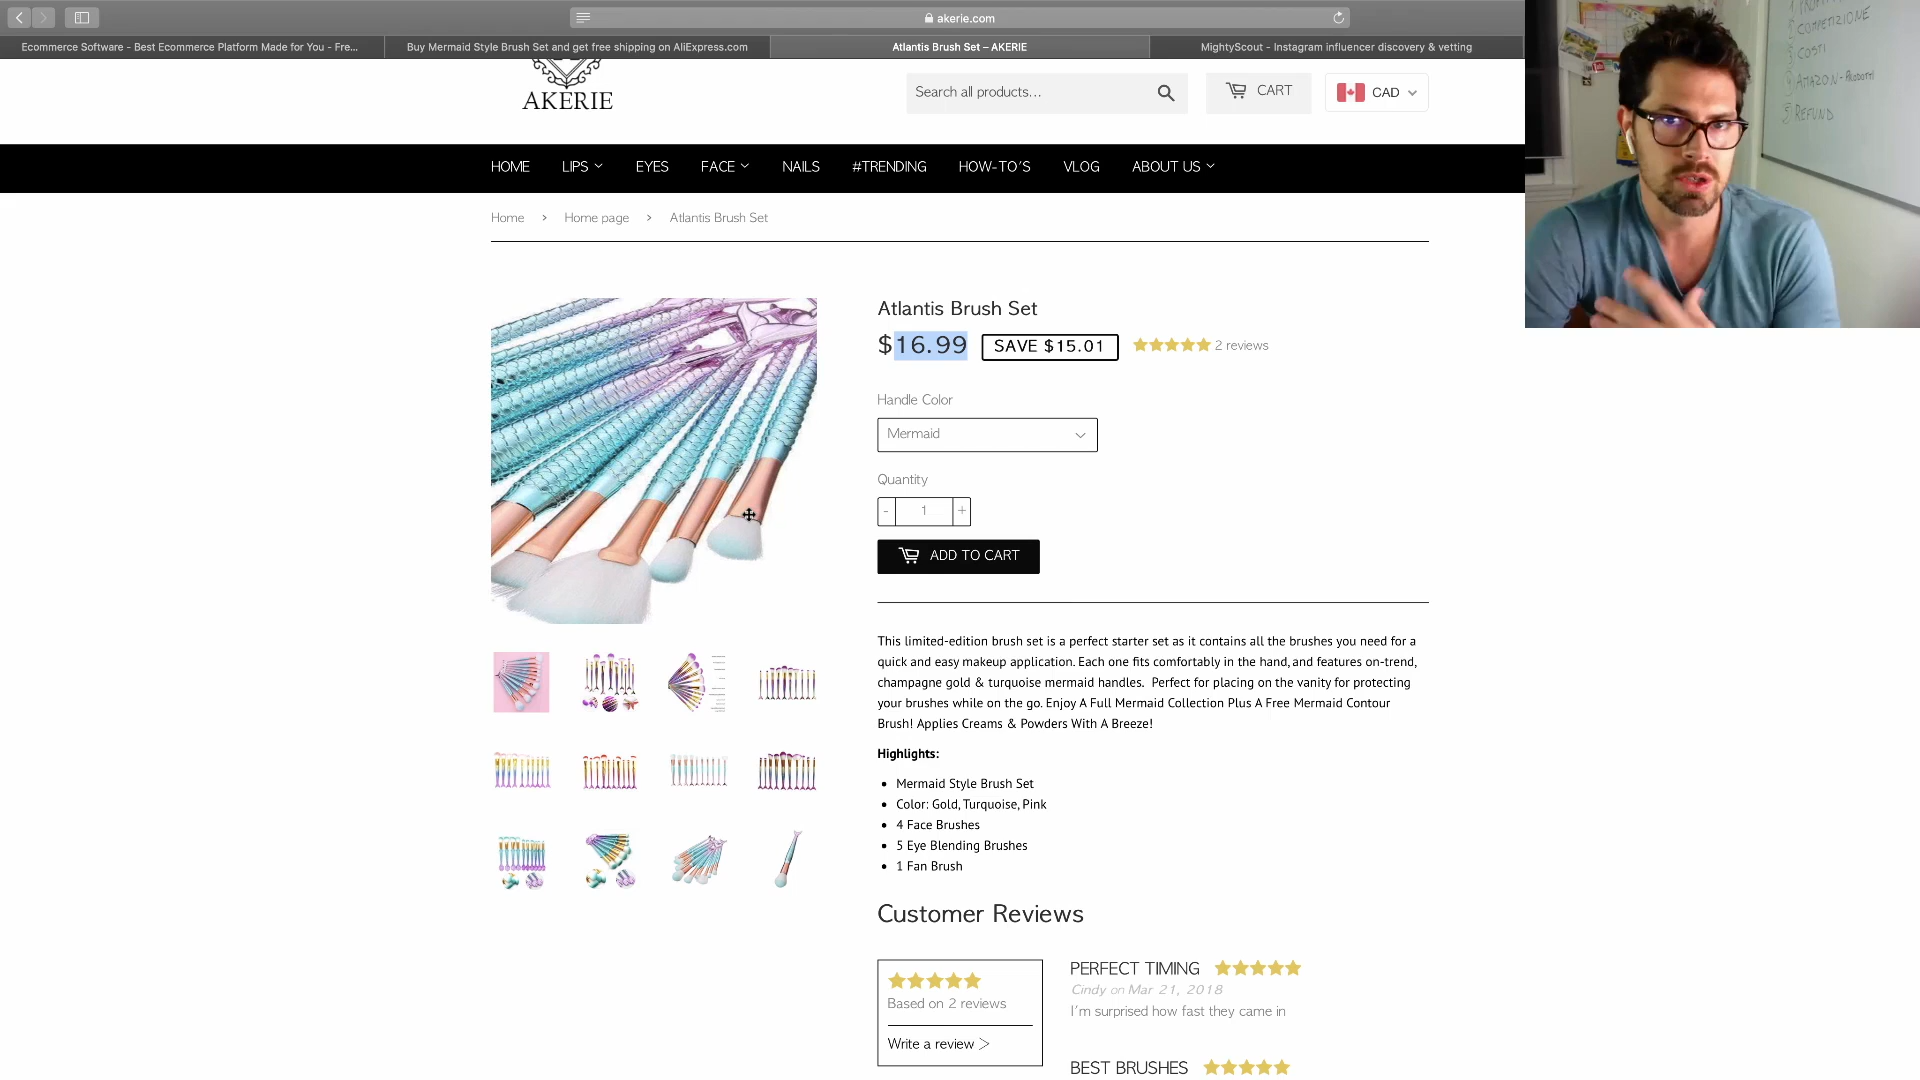 akerie.com
Ecommerce Software - Best Ecommerce Platform Made for You - Fre...
Buy Mermaid Style Brush Set and get free shipping on AliExpress.com
Atlantis Brush Set – AKERIE
MightyScout - Instagram influencer discovery & vetting
AKERIE
Search all products...
CART
CAD
HOME
LIPS
EYES
FACE
NAILS
#TRENDING
HOW-TO'S
VLOG
ABOUT US
Home › Home page › Atlantis Brush Set
Atlantis Brush Set
$16.99
SAVE $15.01
2 reviews
Handle Color
Mermaid
Quantity
- 1 +
ADD TO CART
This limited-edition brush set is a perfect starter set as it contains all the brushes you need for a
quick and easy makeup application. Each one fits comfortably in the hand, and features on-trend,
champagne gold & turquoise mermaid handles. Perfect for placing on the vanity for protecting
your brushes while on the go. Enjoy A Full Mermaid Collection Plus A Free Mermaid Contour
Brush! Applies Creams & Powders With A Breeze!
Highlights:
Mermaid Style Brush Set
Color: Gold, Turquoise, Pink
4 Face Brushes
5 Eye Blending Brushes
1 Fan Brush
Customer Reviews
Based on 2 reviews
Write a review >
PERFECT TIMING
Cindy on Mar 21, 2018
I'm surprised how fast they came in
BEST BRUSHES
COMPETIZIONE
COSTI
AMAZON -
REFUND